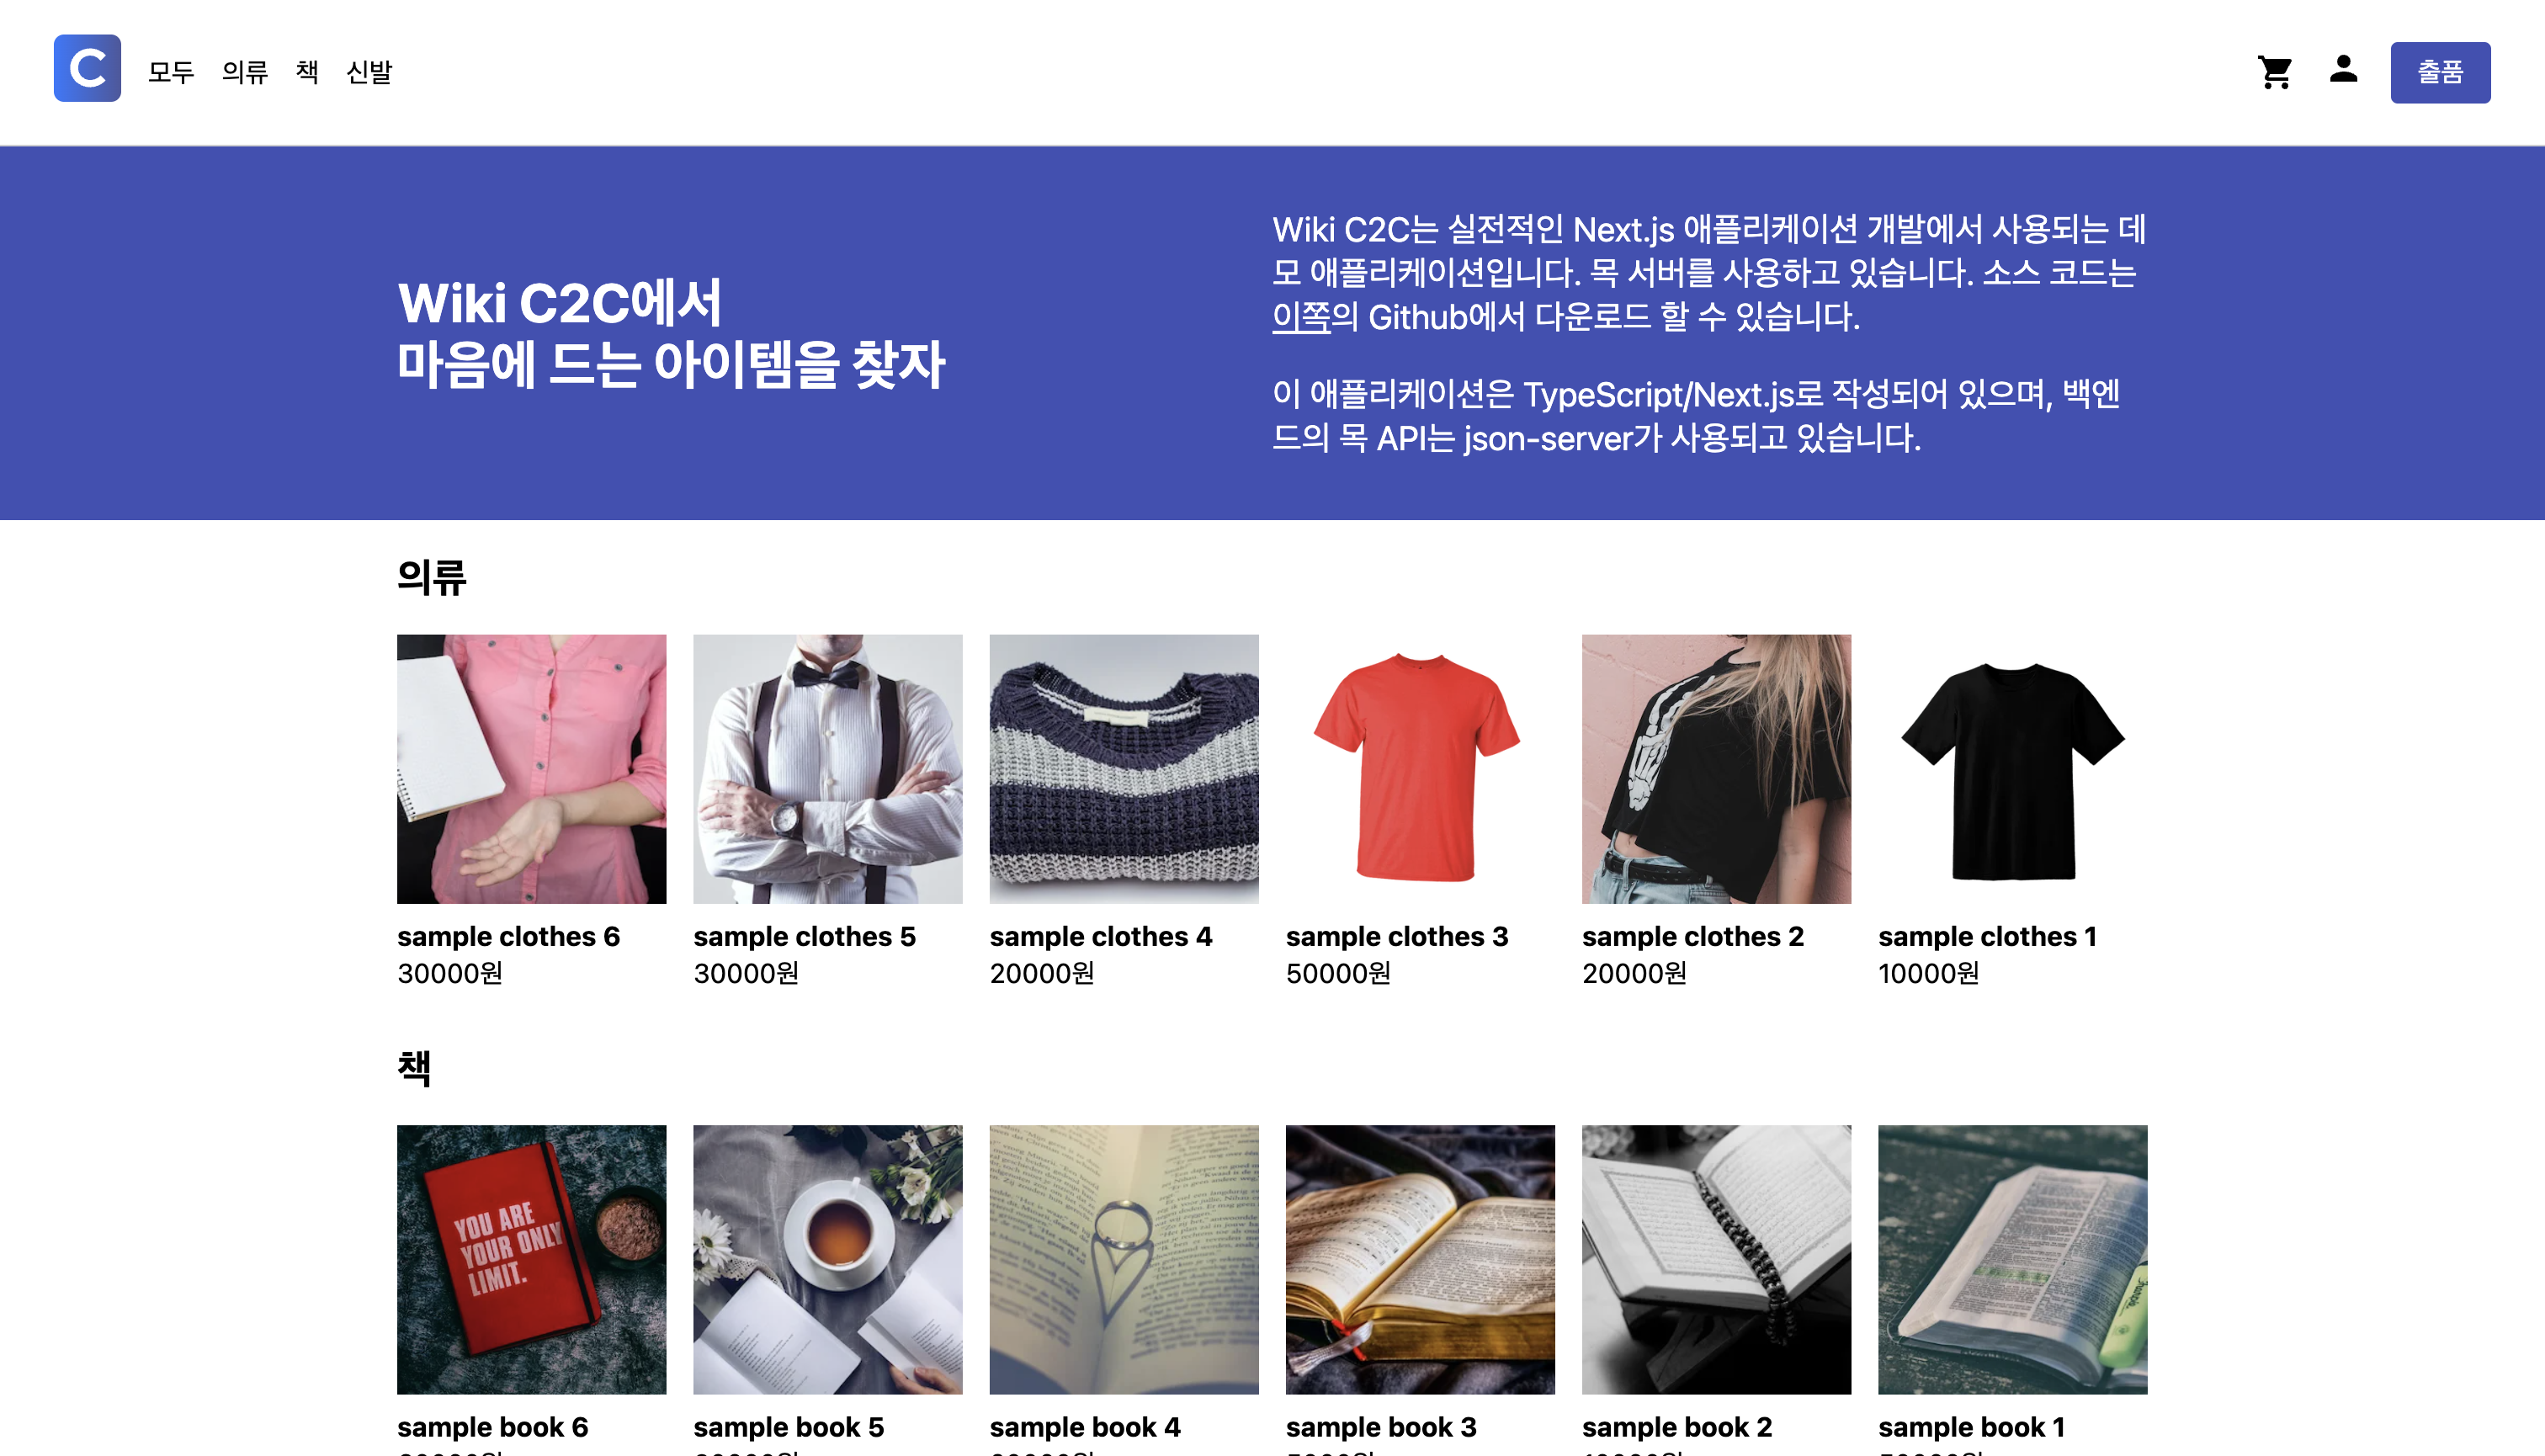 C
모두 의류 책 신발
출품
Wiki C2C에서
마음에 드는 아이템을 찾자
Wiki C2C는 실전적인 Next.js 애플리케이션 개발에서 사용되는 데
모 애플리케이션입니다. 목 서버를 사용하고 있습니다. 소스 코드는
이쪽의 Github에서 다운로드 할 수 있습니다.
이 애플리케이션은 TypeScript/Next.js로 작성되어 있으며, 백엔
드의 목 API는 json-server가 사용되고 있습니다.
의류
sample clothes 6
30000원
sample clothes 5
30000원
sample clothes 4
20000원
sample clothes 3
50000원
sample clothes 2
20000원
sample clothes 1
10000원
책
YOU ARE
YOUR ONLY
LIMIT.
sample book 6
sample book 5
sample book 4
sample book 3
sample book 2
sample book 1